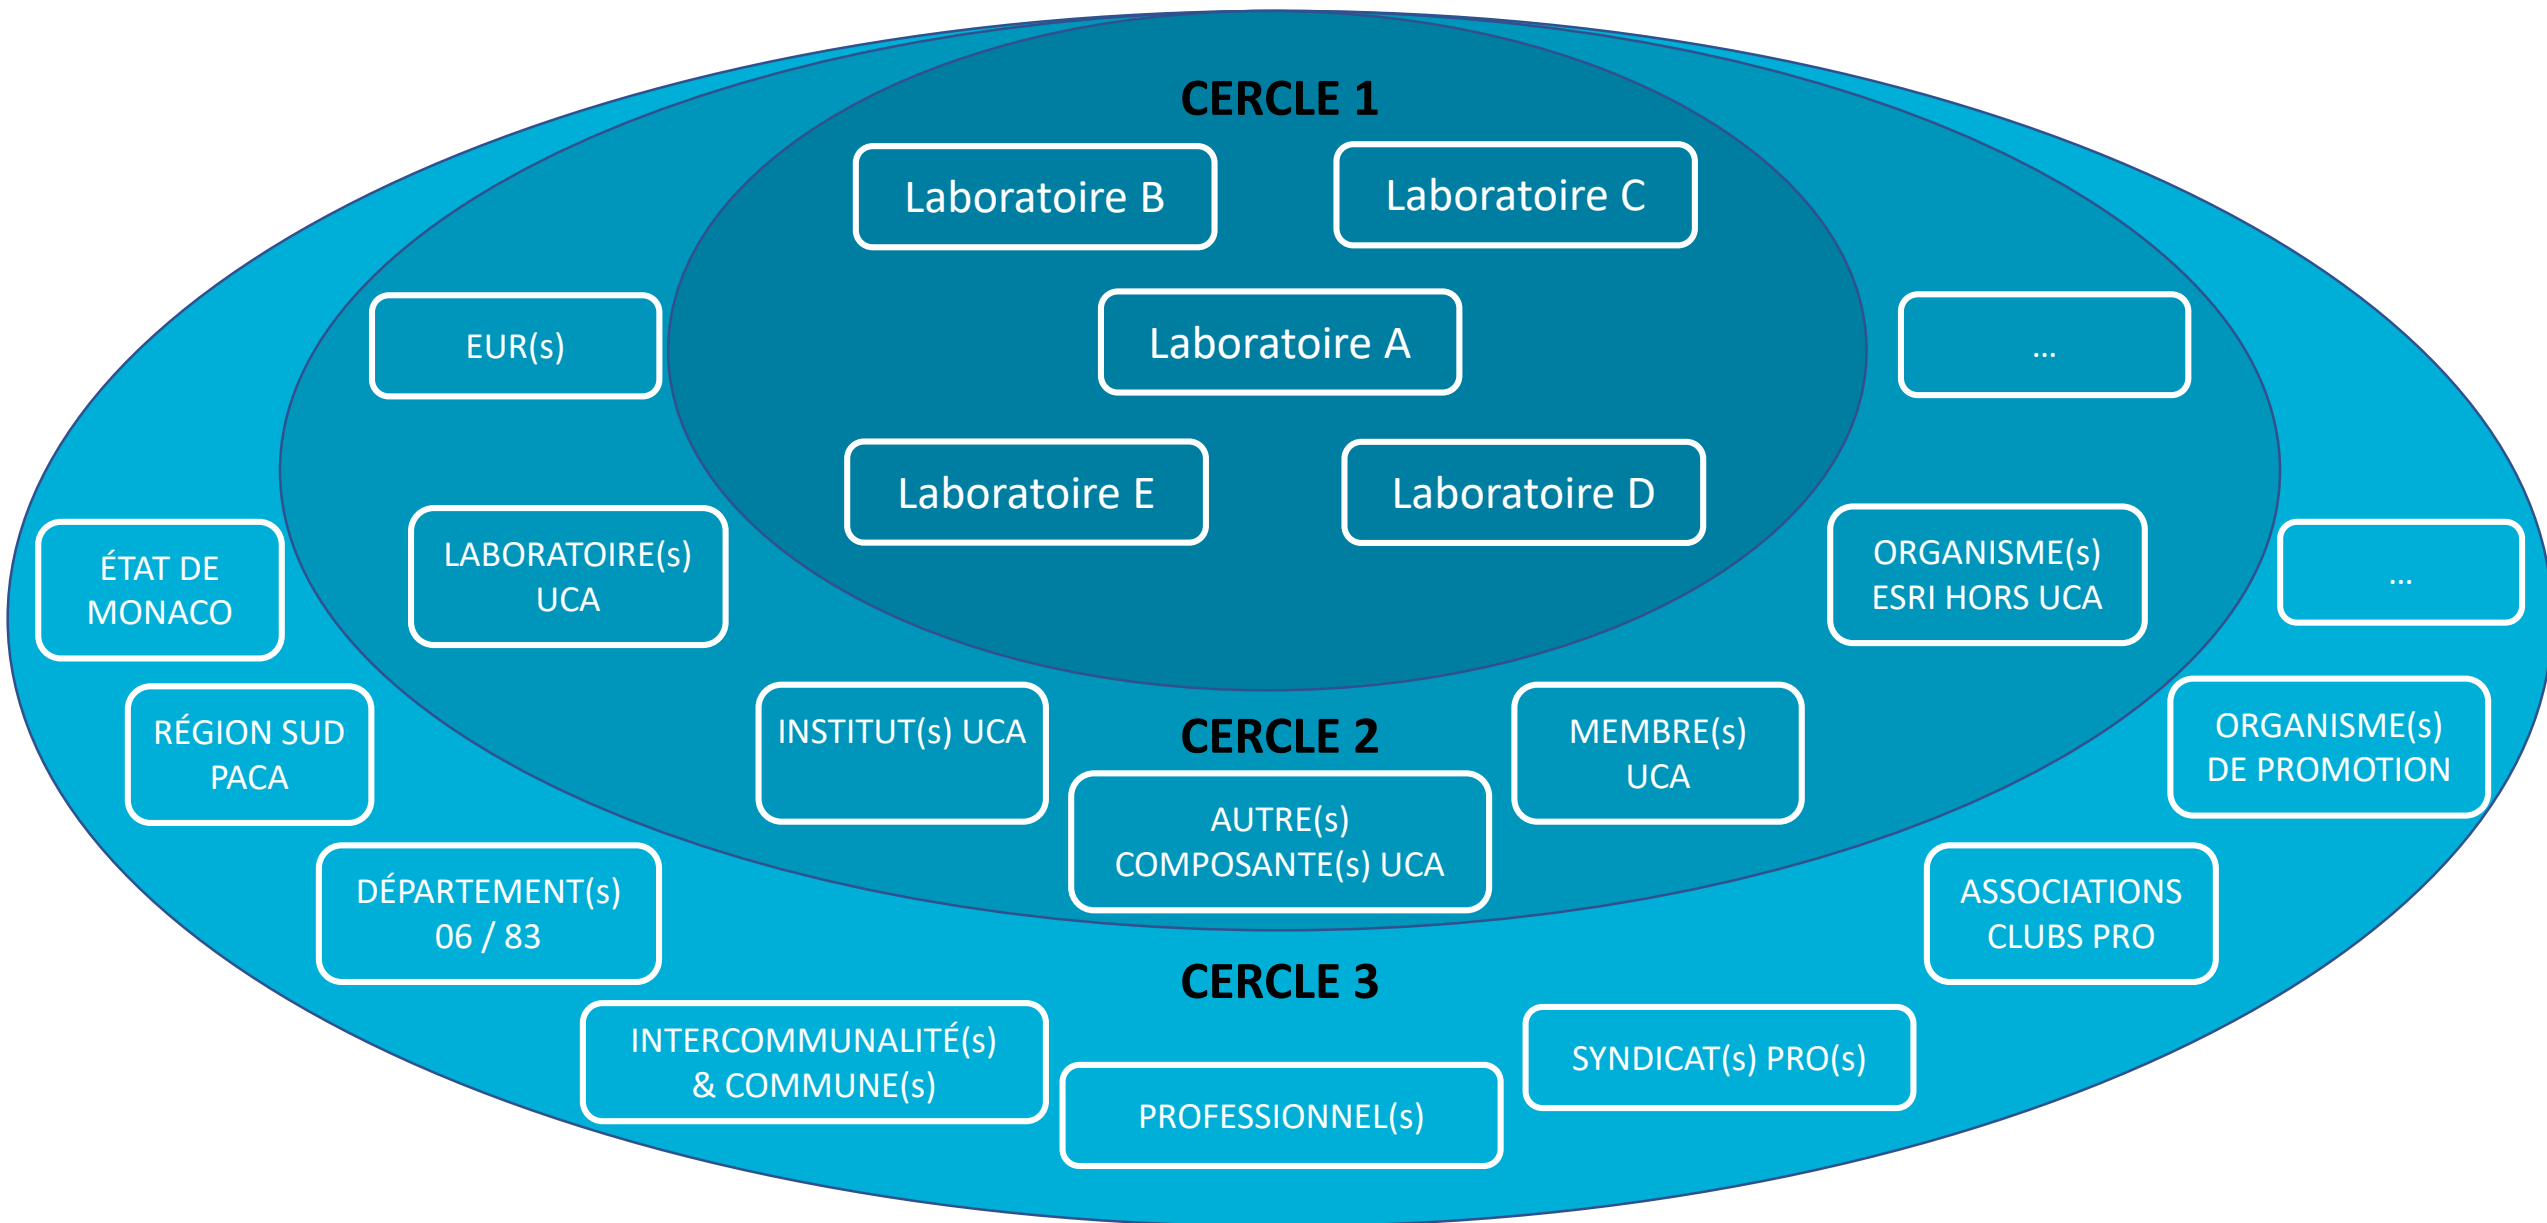 CERCLE 1
Laboratoire B
Laboratoire C
Laboratoire A
Laboratoire E
Laboratoire D
EUR(s)
...
LABORATOIRE(s)
UCA
ORGANISME(s)
ESRI HORS UCA
INSTITUT(s) UCA
CERCLE 2
MEMBRE(s)
UCA
AUTRE(s)
COMPOSANTE(s) UCA
ÉTAT DE
MONACO
...
RÉGION SUD
PACA
ORGANISME(s)
DE PROMOTION
DÉPARTEMENT(s)
06 / 83
ASSOCIATIONS
CLUBS PRO
CERCLE 3
INTERCOMMUNALITÉ(s)
& COMMUNE(s)
SYNDICAT(s) PRO(s)
PROFESSIONNEL(s)